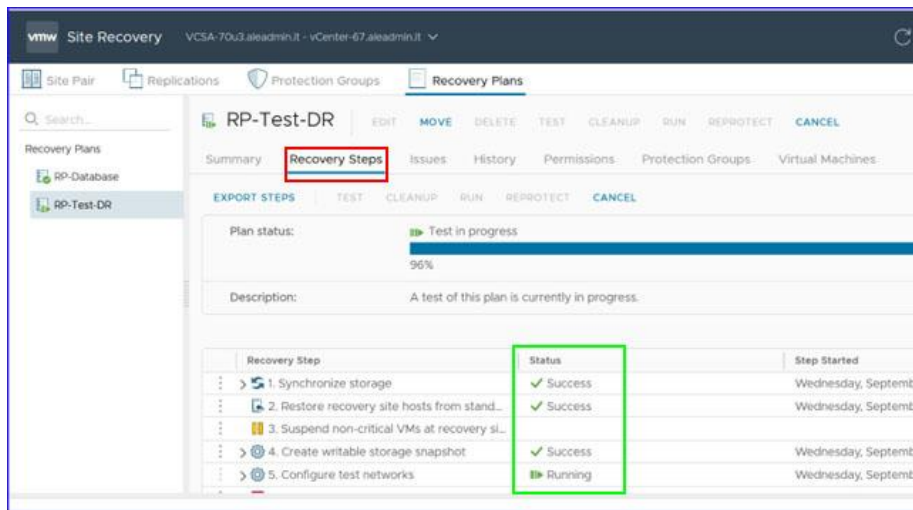 vmw Site Recovery VCSA-70u3.aleadmin.it - vCenter-67.aleadmin.it
Site Pair Replications Protection Groups Recovery Plans
Search...
Recovery Plans
RP-Database
RP-Test-DR
RP-Test-DR EDIT MOVE DELETE TEST CLEANUP RUN REPROTECT CANCEL
Summary Recovery Steps Issues History Permissions Protection Groups Virtual Machines
EXPORT STEPS TEST CLEANUP RUN REPROTECT CANCEL
Plan status: Test in progress
96%
Description: A test of this plan is currently in progress.
Recovery Step Status Step Started
1. Synchronize storage Success Wednesday, Septemb
2. Restore recovery site hosts from stand... Success Wednesday, Septemb
3. Suspend non-critical VMs at recovery si...
4. Create writable storage snapshot Success Wednesday, Septemb
5. Configure test networks Running Wednesday, Septemb